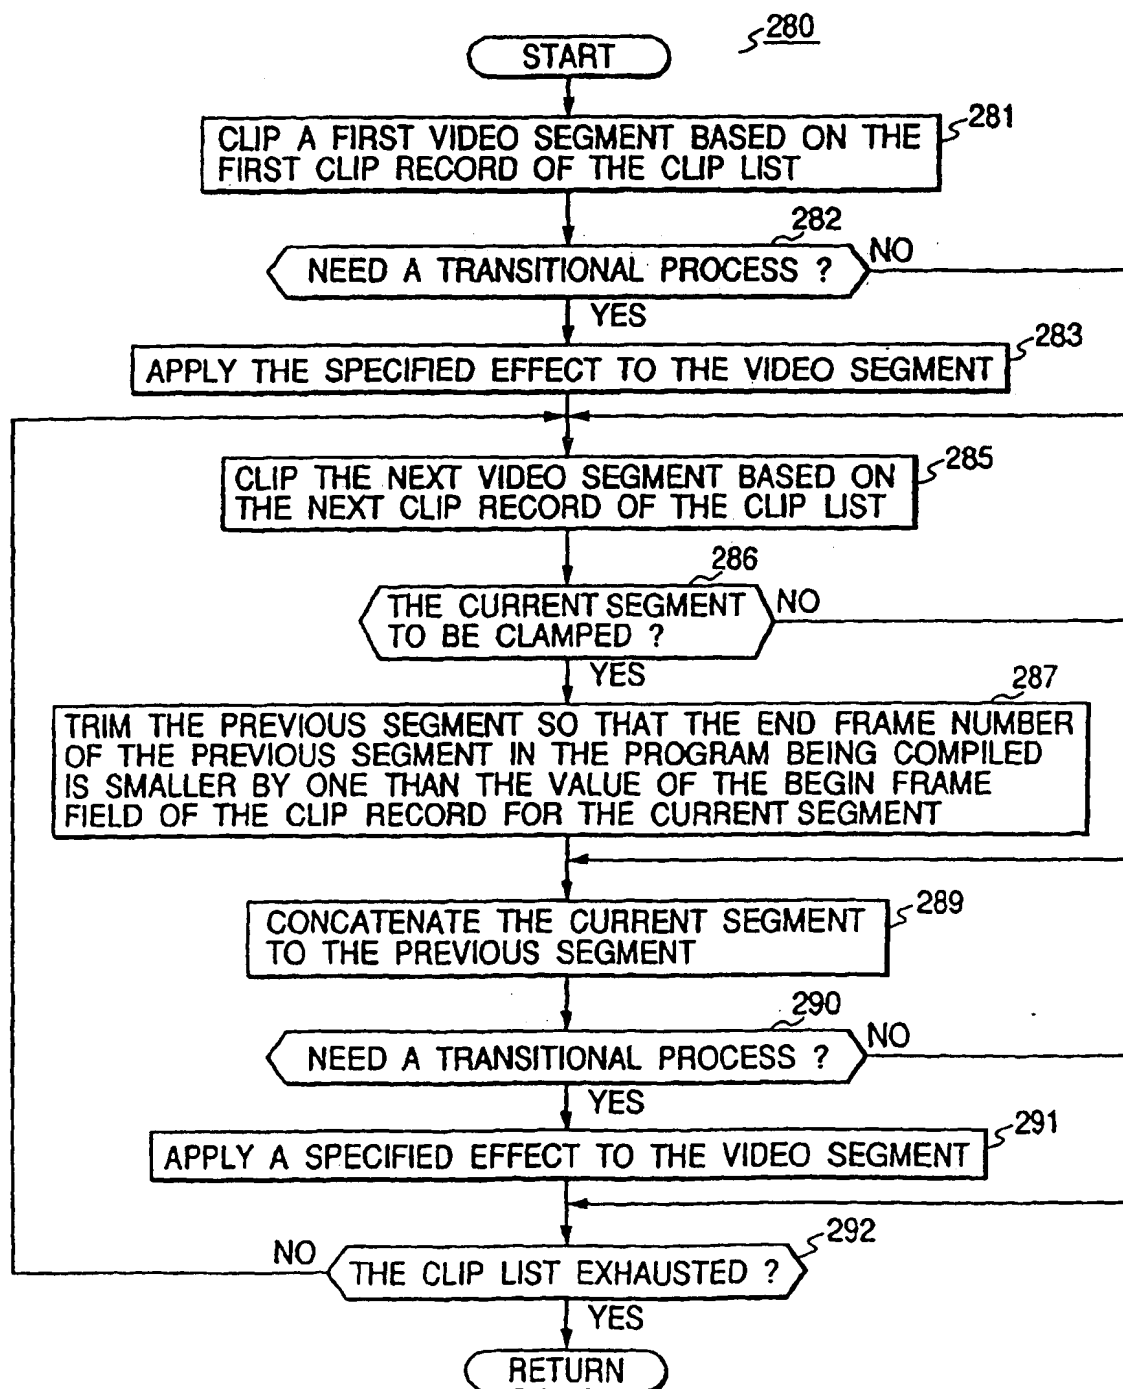 280
START
281
CLIP A FIRST VIDEO SEGMENT BASED ON THE
FIRST CLIP RECORD OF THE CLIP LIST
282
NEED A TRANSITIONAL PROCESS ?
NO
YES
283
APPLY THE SPECIFIED EFFECT TO THE VIDEO SEGMENT
285
CLIP THE NEXT VIDEO SEGMENT BASED ON
THE NEXT CLIP RECORD OF THE CLIP LIST
286
THE CURRENT SEGMENT
TO BE CLAMPED ?
NO
YES
287
TRIM THE PREVIOUS SEGMENT SO THAT THE END FRAME NUMBER
OF THE PREVIOUS SEGMENT IN THE PROGRAM BEING COMPILED
IS SMALLER BY ONE THAN THE VALUE OF THE BEGIN FRAME
FIELD OF THE CLIP RECORD FOR THE CURRENT SEGMENT
289
CONCATENATE THE CURRENT SEGMENT
TO THE PREVIOUS SEGMENT
290
NEED A TRANSITIONAL PROCESS ?
NO
YES
291
APPLY A SPECIFIED EFFECT TO THE VIDEO SEGMENT
292
NO
THE CLIP LIST EXHAUSTED ?
YES
RETURN